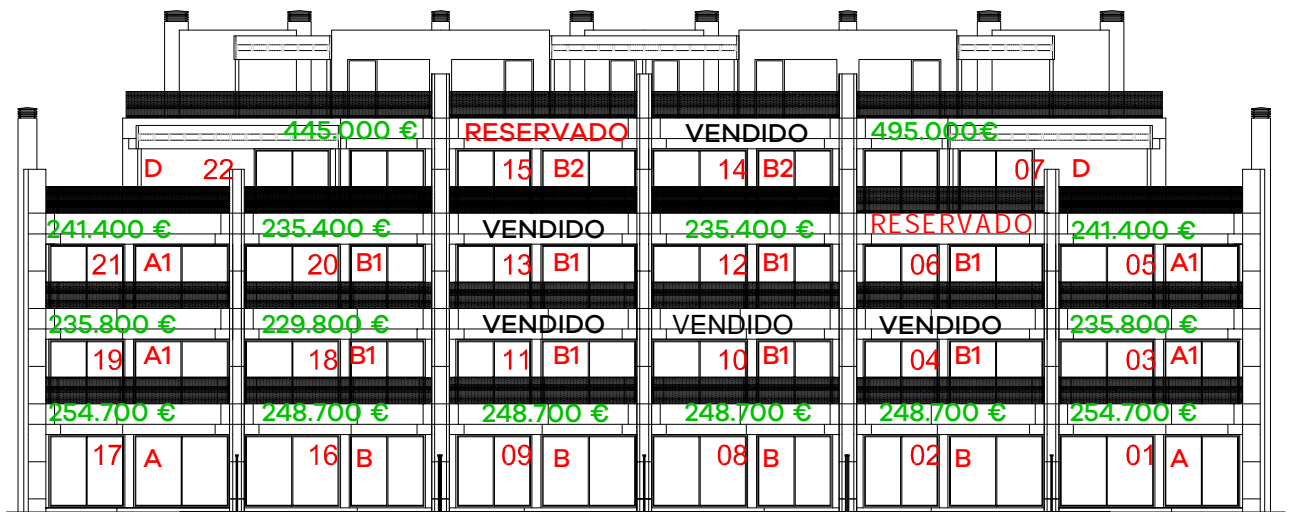 445.000 € RESERVADO VENDIDO 495.000€
D 22 15 B2 14 B2 07 D
241.400 € 235.400 € VENDIDO 235.400 € RESERVADO 241.400 €
21 A1 20 B1 13 B1 12 B1 06 B1 05 A1
235.800 € 229.800 € VENDIDO VENDIDO VENDIDO 235.800 €
19 A1 18 B1 11 B1 10 B1 04 B1 03 A1
254.700 € 248.700 € 248.700 € 248.700 € 248.700 € 254.700 €
17 A 16 B 09 B 08 B 02 B 01 A